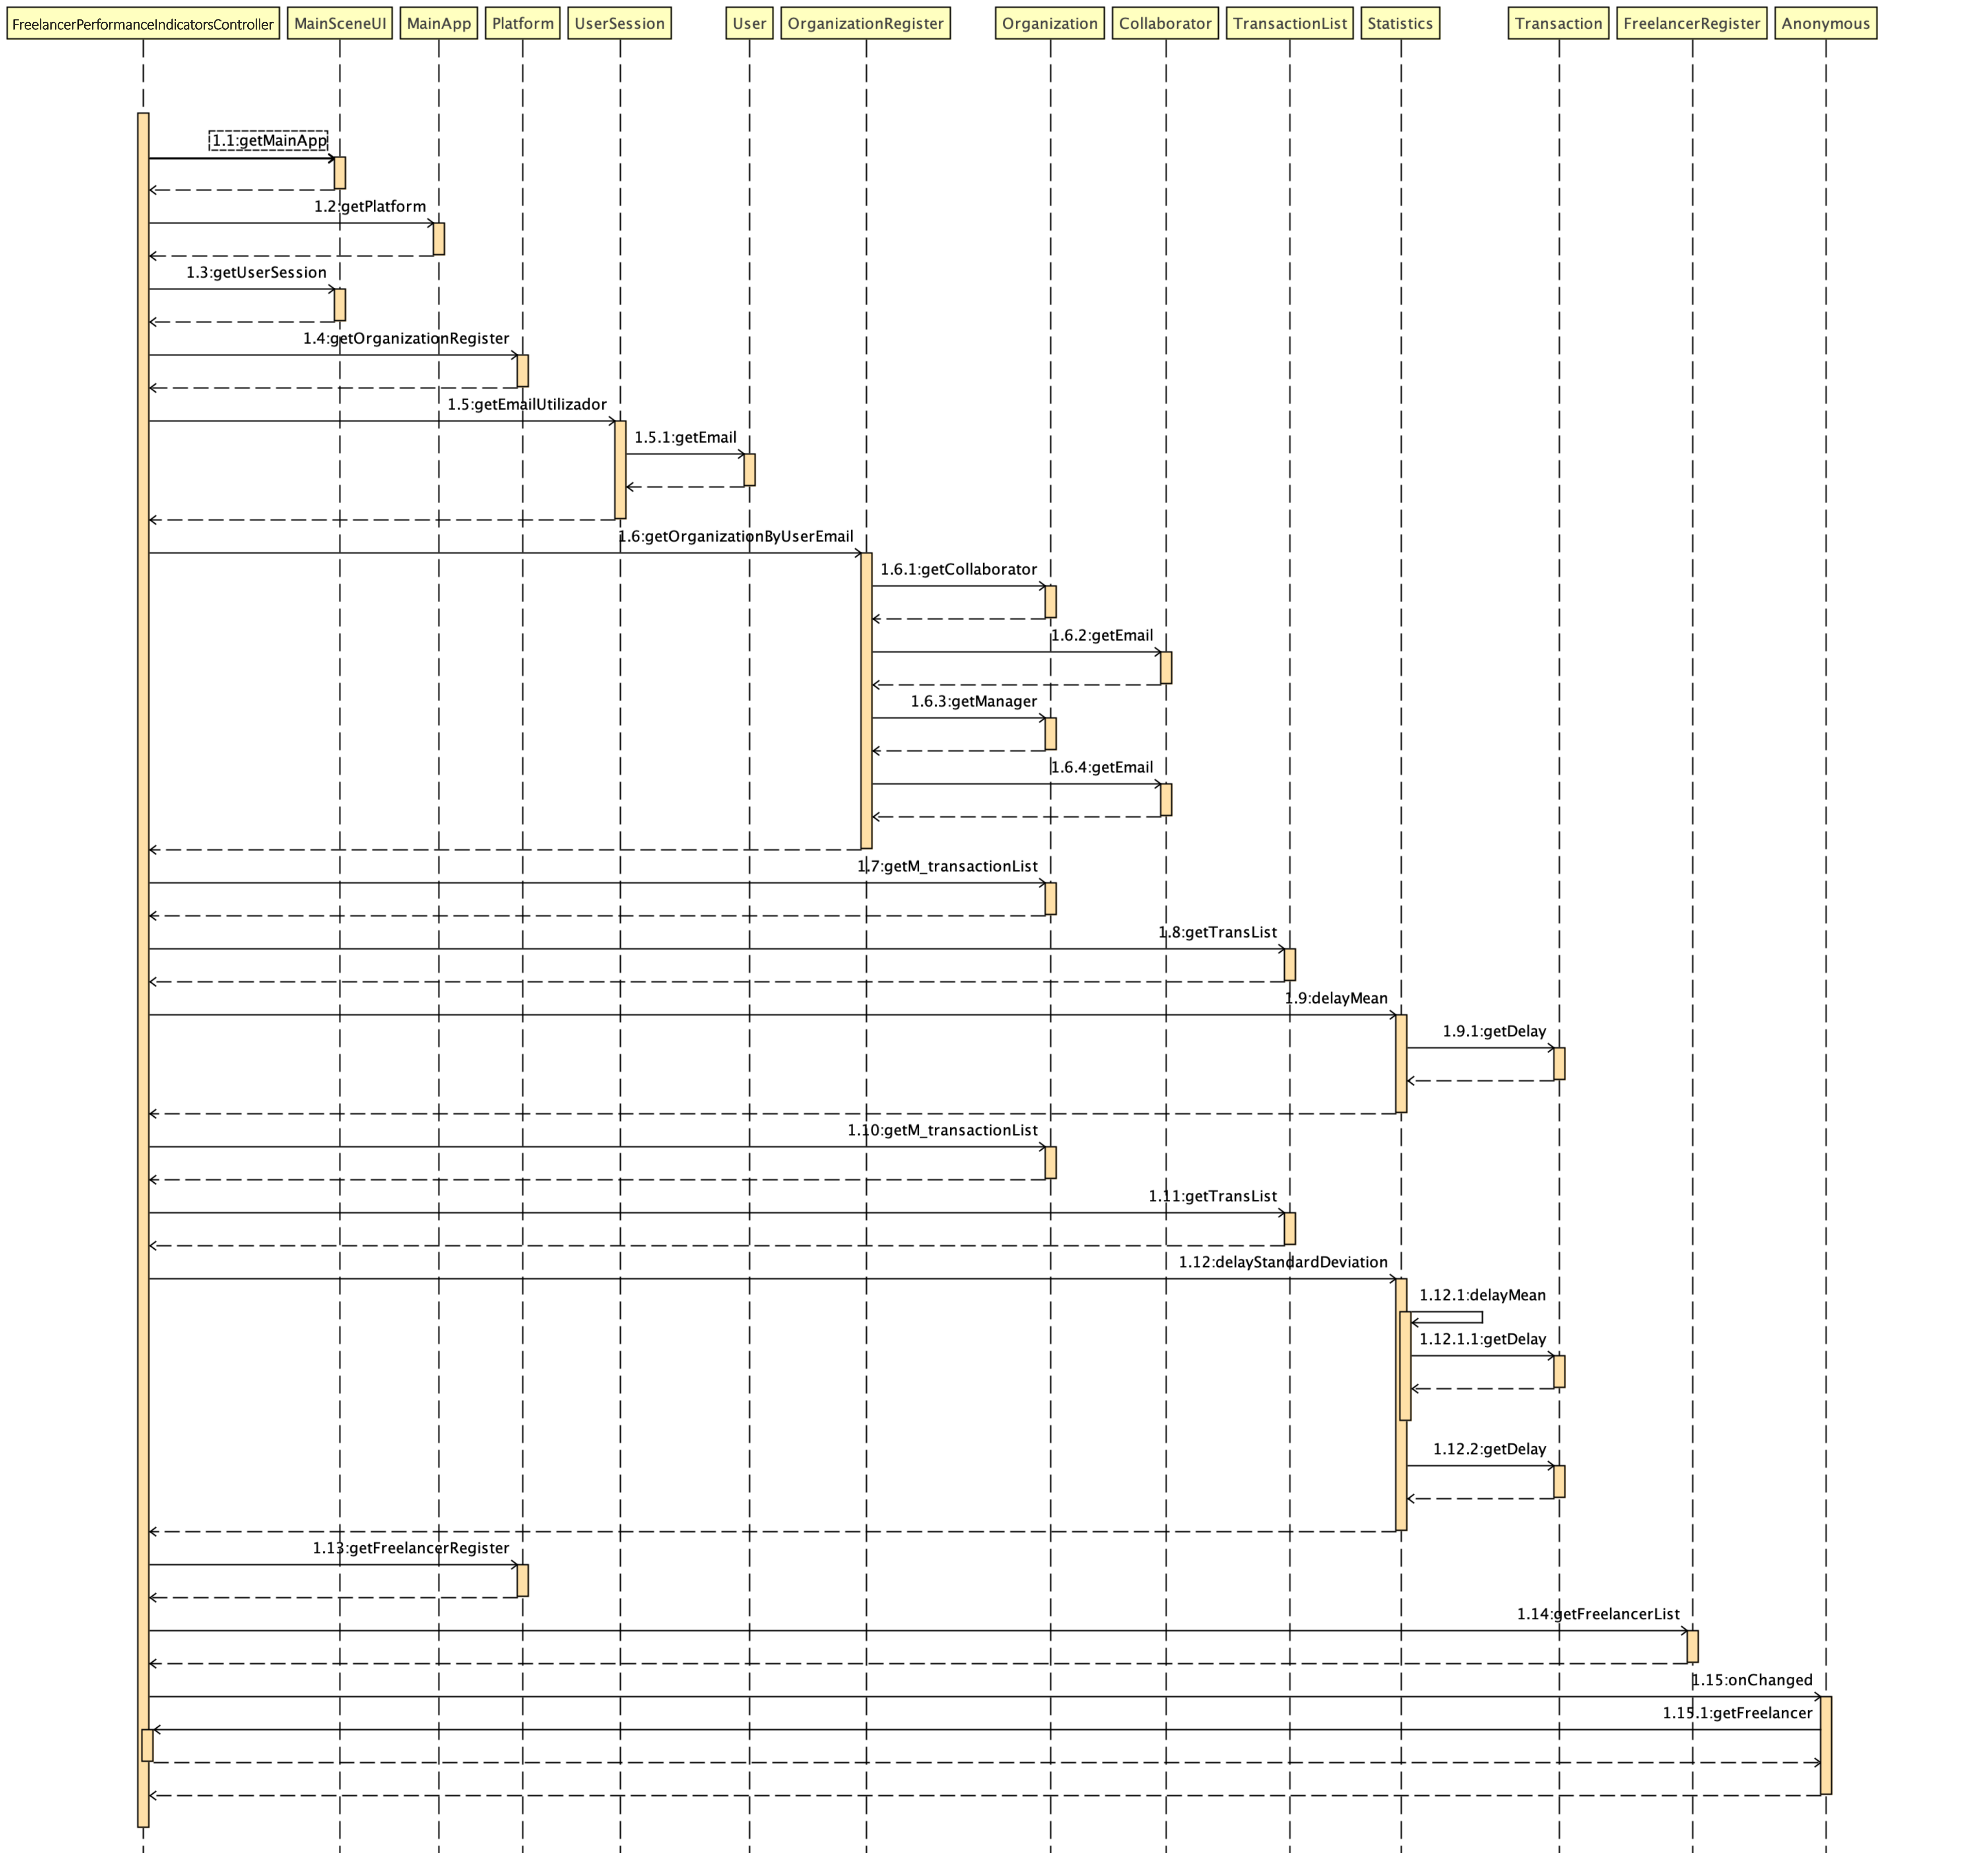 FreelancerPerformanceIndicatorsController MainSceneUI MainApp Platform UserSession User OrganizationRegister Organization Collaborator TransactionList Statistics Transaction FreelancerRegister Anonymous
1.1:getMainApp
1.2:getPlatform
1.3:getUserSession
1.4:getOrganizationRegister
1.5:getEmailUtilizador
1.5.1:getEmail
1.6:getOrganizationByUserEmail
1.6.1:getCollaborator
1.6.2:getEmail
1.6.3:getManager
1.6.4:getEmail
1.7:getM_transactionList
1.8:getTransList
1.9:delayMean
1.9.1:getDelay
1.10:getM_transactionList
1.11:getTransList
1.12:delayStandardDeviation
1.12.1:delayMean
1.12.1.1:getDelay
1.12.2:getDelay
1.13:getFreelancerRegister
1.14:getFreelancerList
1.15:onChanged
1.15.1:getFreelancer